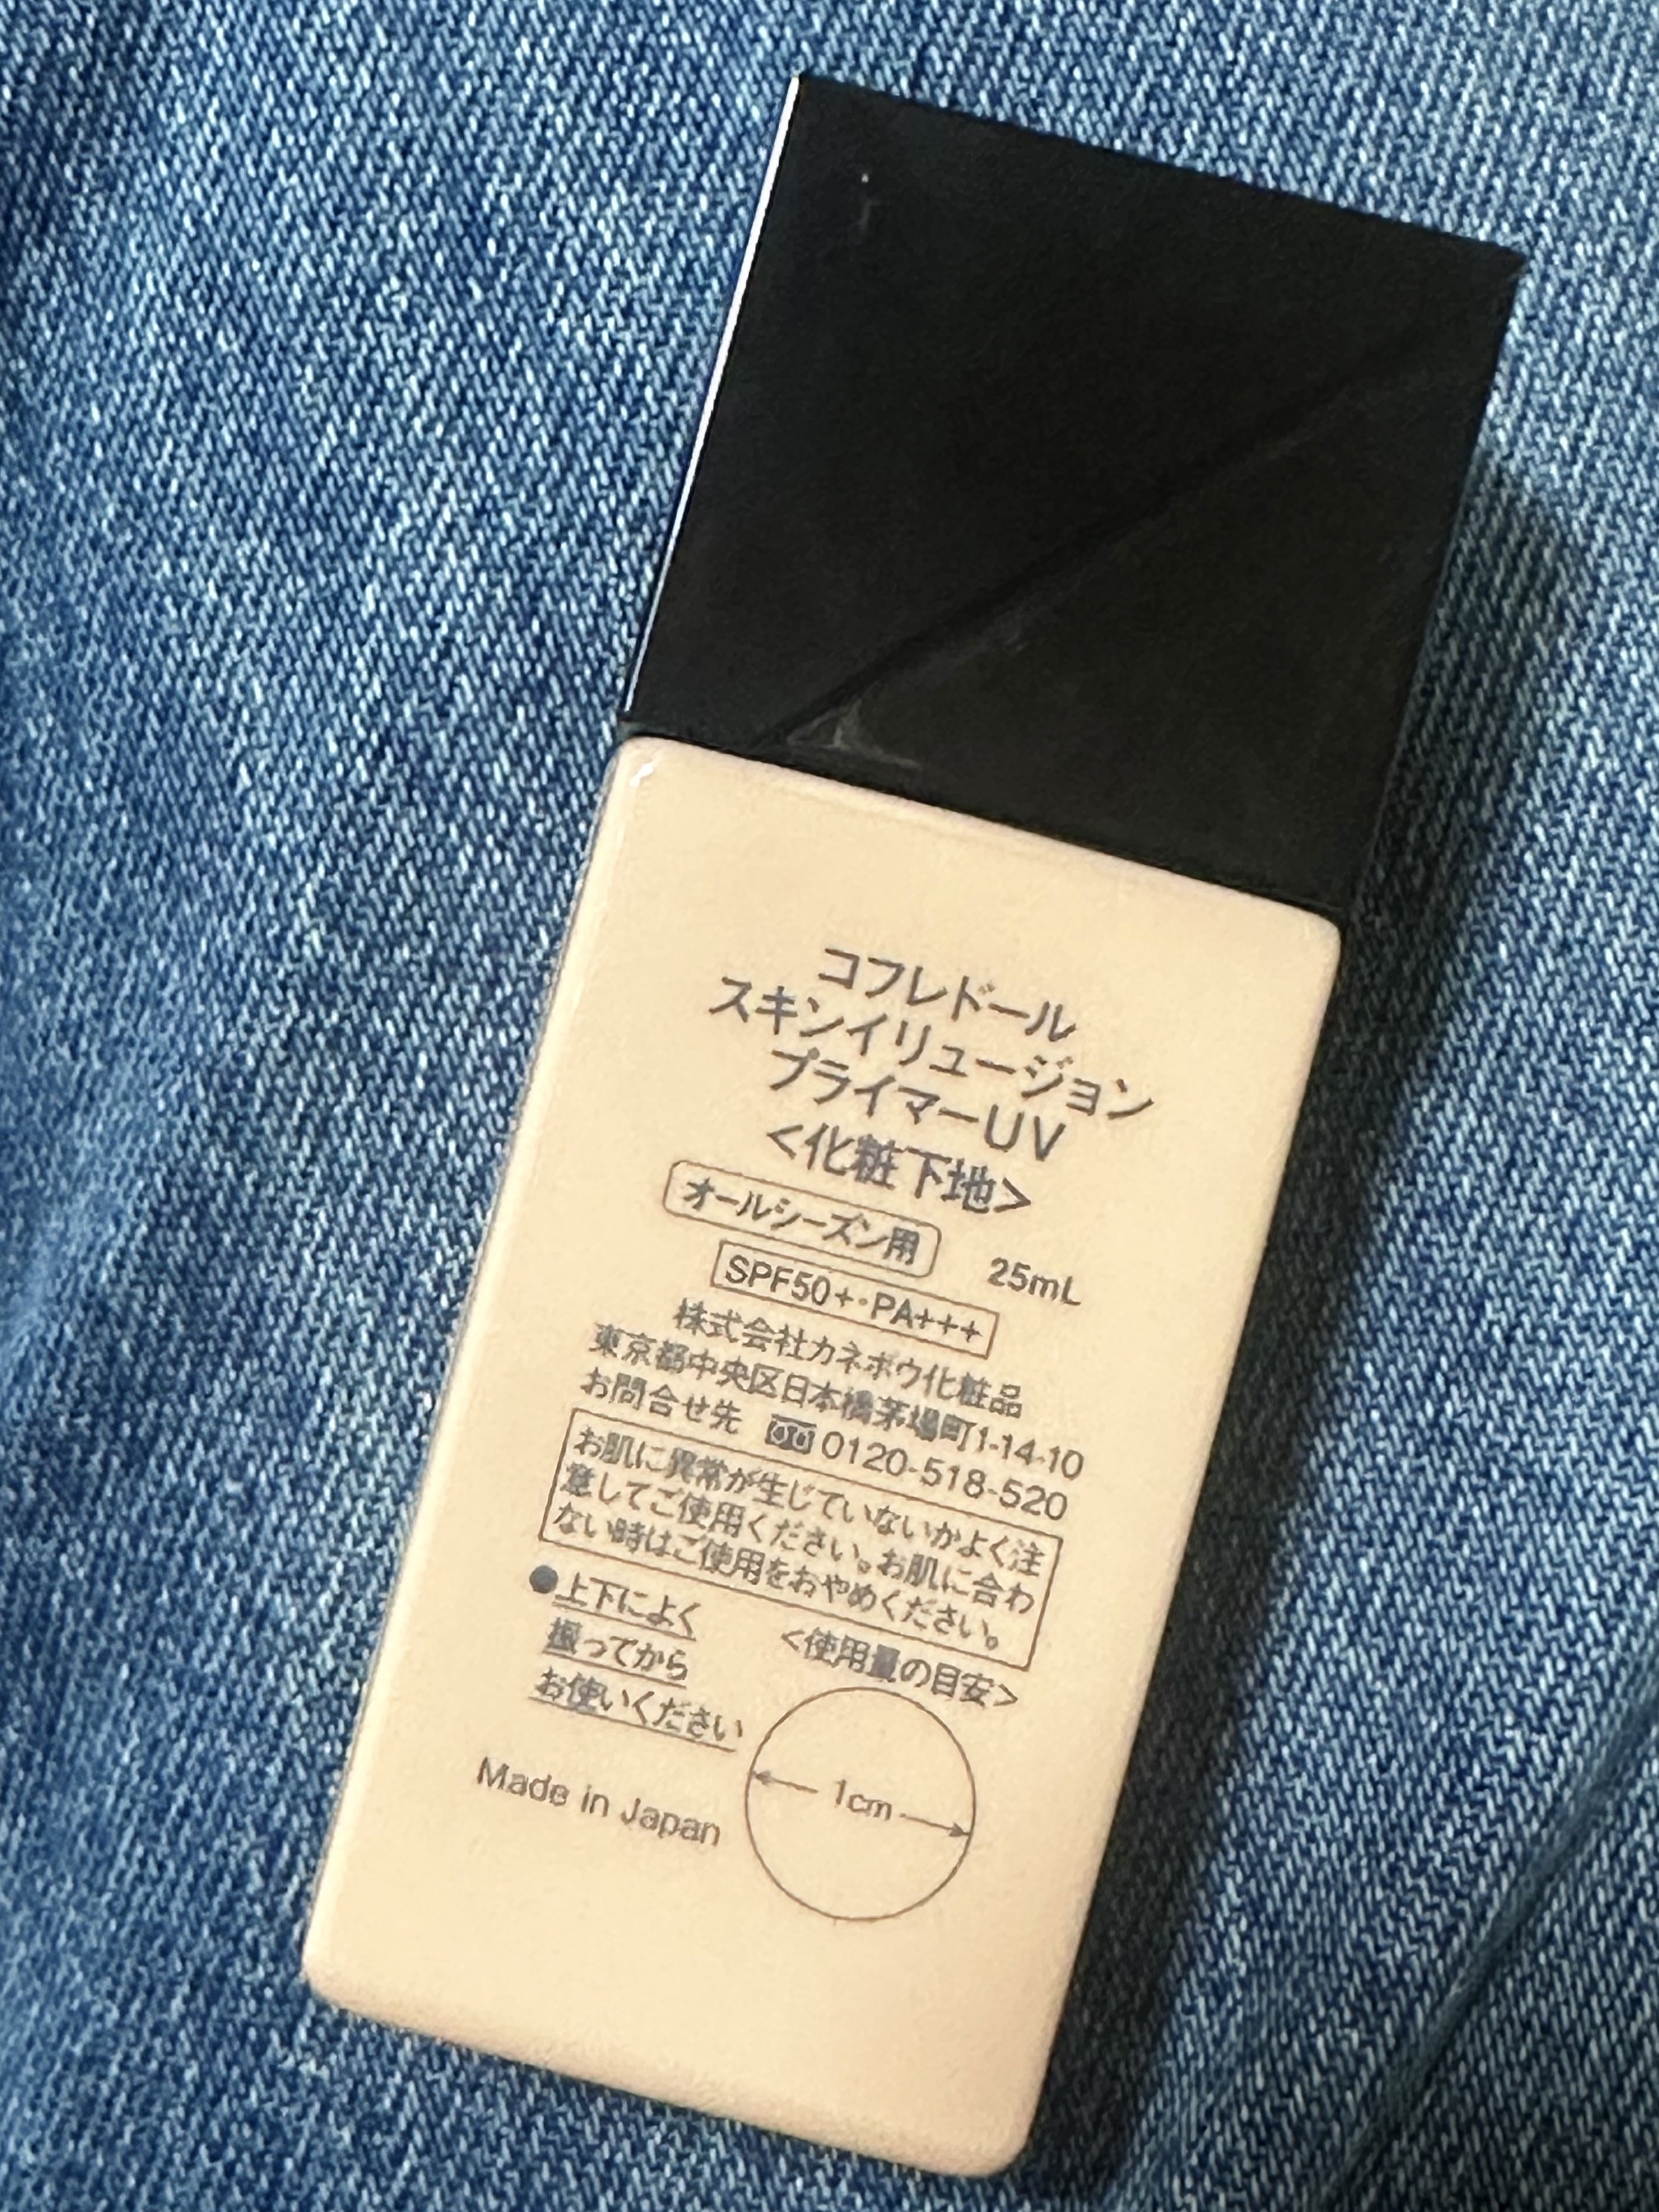 コフレドール
スキンイリュージョン
プライマーUV
<化粧下地>
オールシーズン用
25mL
SPF50+･PA+++
株式会社カネボウ化粧品
東京都中央区日本橋茅場町1-14-10
お問合せ先 0120-518-520
お肌に異常が生じていないかよく注
意してご使用ください。お肌に合わ
ない時はご使用をおやめください。
●上下によく
振ってから
お使いください
<使用量の目安>
1cm
Made in Japan